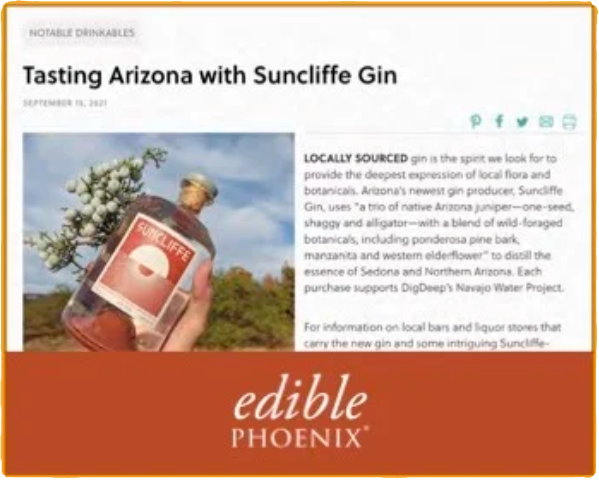 NOTABLE DRINKABLES
Tasting Arizona with Suncliffe Gin
SEPTEMBER 15, 2021
LOCALLY SOURCED gin is the spirit we look for to
provide the deepest expression of local flora and
botanicals. Arizona's newest gin producer, Suncliffe
Gin, uses "a trio of native Arizona juniper—one-seed,
shaggy and alligator—with a blend of wild-foraged
botanicals, including ponderosa pine bark,
manzanita and western elderflower" to distill the
essence of Sedona and Northern Arizona. Each
purchase supports DigDeep's Navajo Water Project.
SUNCLIFFE
For information on local bars and liquor stores that
carry the new gin and some intriguing Suncliffe-
edible
PHOENIX®